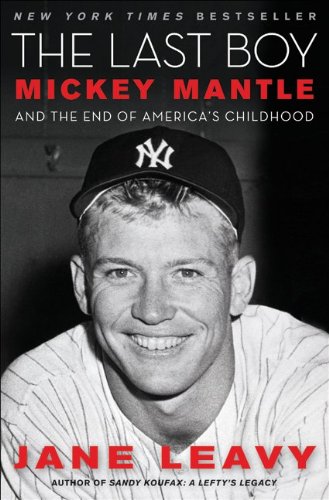 NEW YORK TIMES BESTSELLER
THE LAST BOY
MICKEY MANTLE
AND THE END OF AMERICA'S CHILDHOOD
NY
JANE LEAVY
AUTHOR OF SANDY KOUFAX: A LEFTY'S LEGACY